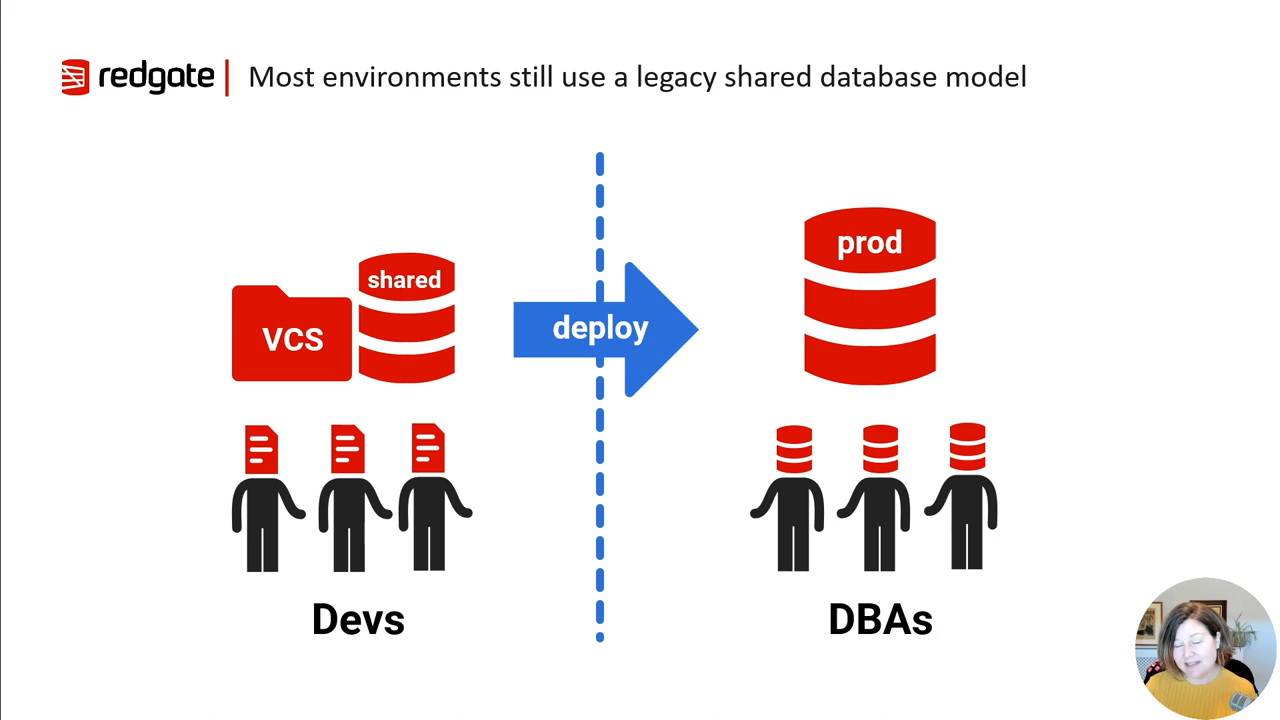 redgate Most environments still use a legacy shared database model
shared
VCS
deploy
prod
Devs
DBAs